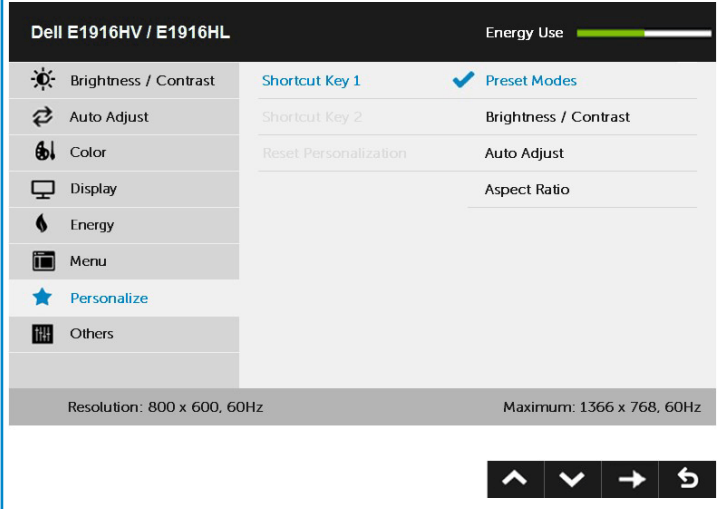 Dell E1916HV / E1916HL
Energy Use
Brightness / Contrast
Shortcut Key 1
Preset Modes
Auto Adjust
Shortcut Key 2
Brightness / Contrast
Color
Reset Personalization
Auto Adjust
Display
Aspect Ratio
Energy
Menu
Personalize
Others
Resolution: 800 x 600, 60Hz
Maximum: 1366 x 768, 60Hz